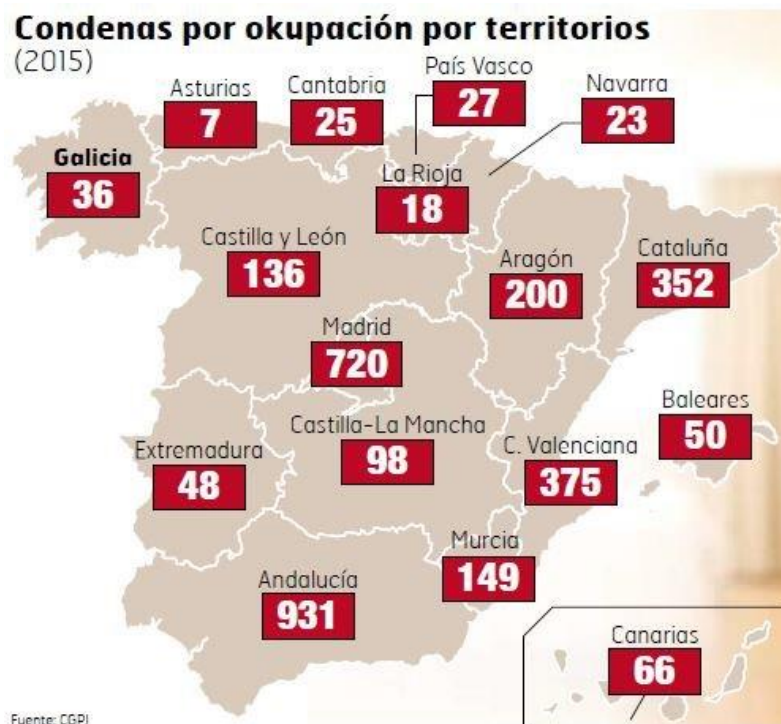 Condenas por okupación por territorios
(2015)
Asturias
7
Cantabria
25
País Vasco
27
Navarra
23
Galicia
36
La Rioja
18
Castilla y León
136
Aragón
200
Cataluña
352
Madrid
720
Baleares
50
Castilla-La Mancha
98
Extremadura
48
C. Valenciana
375
Murcia
149
Andalucía
931
Canarias
66
Fuente: CGPJ